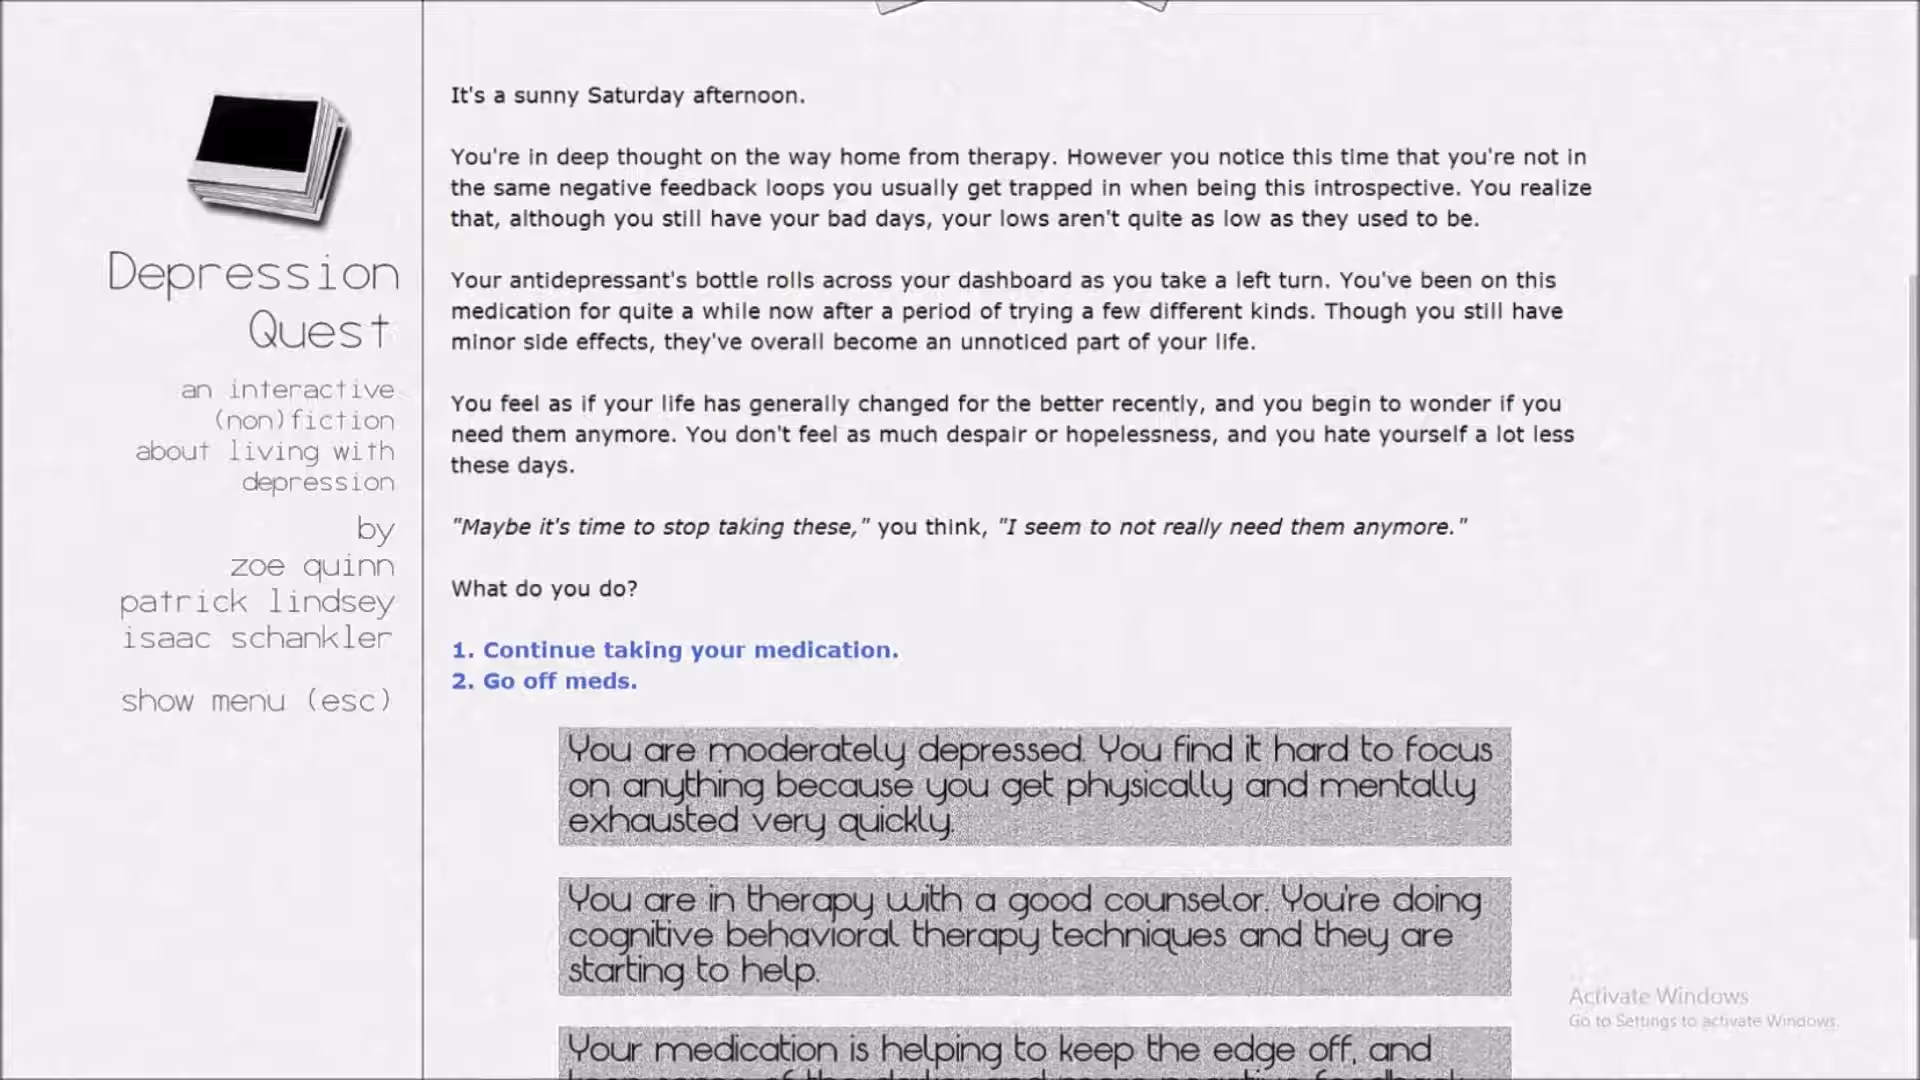 Depression
Quest
an interactive
(non)fiction
about living with
depression
by
zoe quinn
patrick lindsey
isaac schankler
show menu (esc)
It's a sunny Saturday afternoon.
You're in deep thought on the way home from therapy. However you notice this time that you're not in
the same negative feedback loops you usually get trapped in when being this introspective. You realize
that, although you still have your bad days, your lows aren't quite as low as they used to be.
Your antidepressant's bottle rolls across your dashboard as you take a left turn. You've been on this
medication for quite a while now after a period of trying a few different kinds. Though you still have
minor side effects, they've overall become an unnoticed part of your life.
You feel as if your life has generally changed for the better recently, and you begin to wonder if you
need them anymore. You don't feel as much despair or hopelessness, and you hate yourself a lot less
these days.
"Maybe it's time to stop taking these," you think, "I seem to not really need them anymore."
What do you do?
1. Continue taking your medication.
2. Go off meds.
You are moderately depressed. You find it hard to focus
on anything because you get physically and mentally
exhausted very quickly.
You are in therapy with a good counselor. You're doing
cognitive behavioral therapy techniques and they are
starting to help.
Your medication is helping to keep the edge off, and
Activate Windows
Go to Settings to activate Windows.